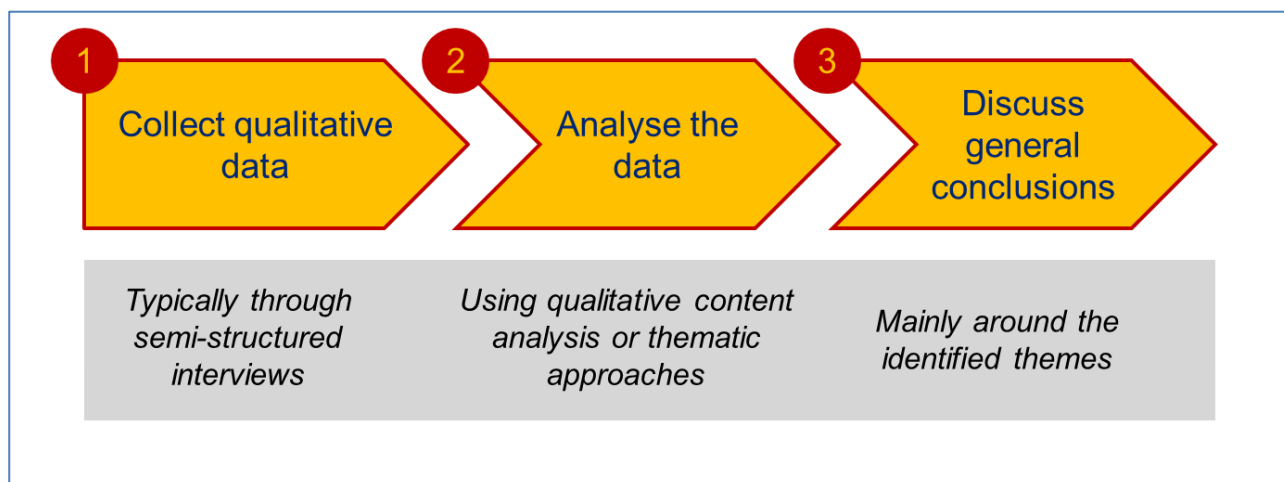 1
Collect qualitative
data
2
Analyse the
data
3
Discuss
general
conclusions
Typically through
semi-structured
interviews
Using qualitative content
analysis or thematic
approaches
Mainly around the
identified themes